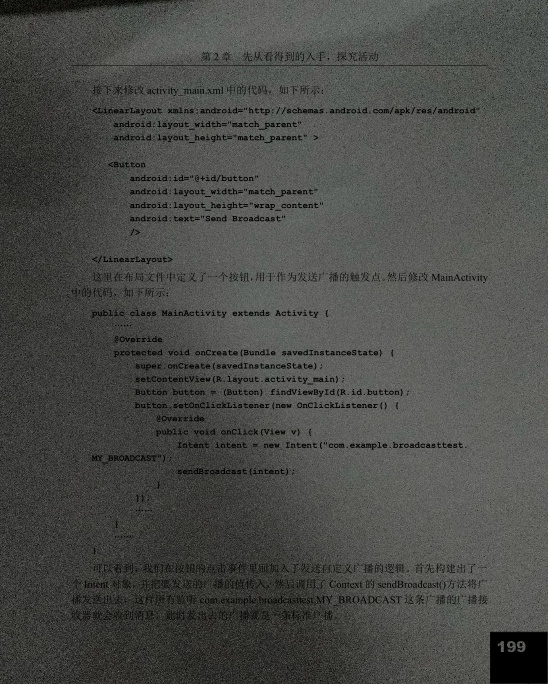 第 2 章 先从看得到的入手，探究活动
接下来修改 activity_main.xml 中的代码，如下所示：
<LinearLayout xmlns:android="http://schemas.android.com/apk/res/android"
android:layout_width="match_parent"
android:layout_height="match_parent" >
<Button
android:id="@+id/button"
android:layout_width="match_parent"
android:layout_height="wrap_content"
android:text="Send Broadcast"
/>
</LinearLayout>
这里在布局文件中定义了一个按钮，用于作为发送广播的触发点。然后修改 MainActivity
中的代码，如下所示：
public class MainActivity extends Activity {
……
@Override
protected void onCreate(Bundle savedInstanceState) {
super.onCreate(savedInstanceState);
setContentView(R.layout.activity_main);
Button button = (Button) findViewById(R.id.button);
button.setOnClickListener(new OnClickListener() {
@Override
public void onClick(View v) {
Intent intent = new Intent("com.example.broadcasttest.
MY_BROADCAST");
sendBroadcast(intent);
}
});
……
}
……
}
可以看到，我们在按钮的点击事件里面加入了发送自定义广播的逻辑。首先构建出了一
个 Intent 对象，并把要发送的广播的值传入，然后调用了 Context 的 sendBroadcast()方法将广
播发送出去，这样所有监听 com.example.broadcasttest.MY_BROADCAST 这条广播的广播接
收器就会收到消息。此时发出去的广播就是一条标准广播。
199